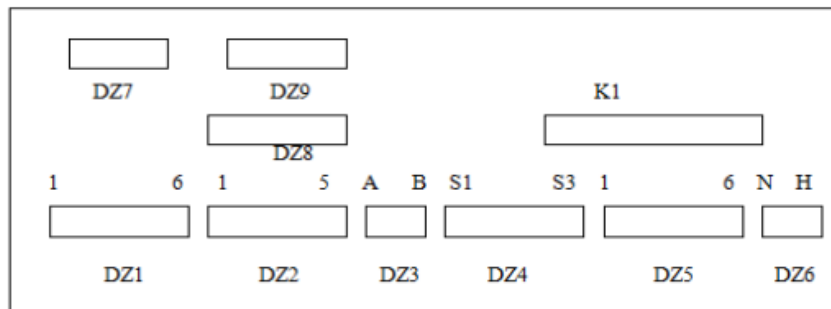 DZ7 DZ9 K1
DZ8
1 6 1 5 A B S1 S3 1 6 N H
DZ1 DZ2 DZ3 DZ4 DZ5 DZ6